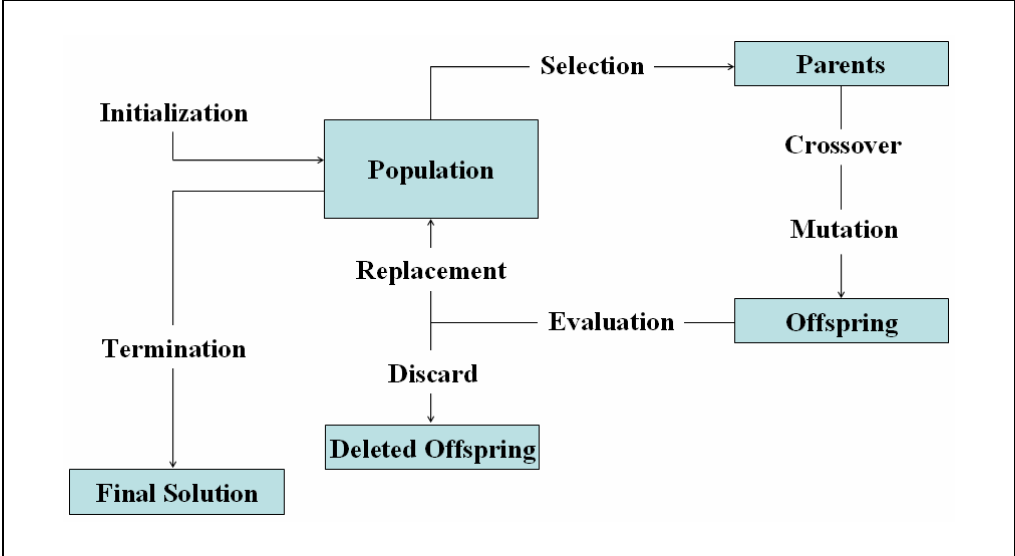 Selection
Parents
Initialization
Crossover
Population
Mutation
Replacement
Evaluation
Offspring
Termination
Discard
Deleted Offspring
Final Solution